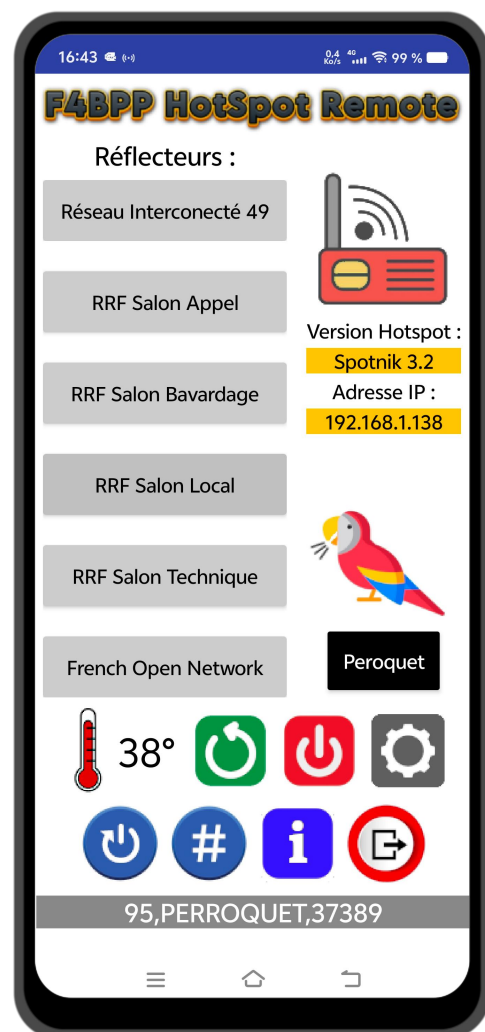 16:43
0,4 Ko/s 4G 99 %
F4BPP HotSpot Remote
Réflecteurs :
Réseau Interconecté 49
RRF Salon Appel
RRF Salon Bavardage
RRF Salon Local
RRF Salon Technique
French Open Network
Version Hotspot :
Spotnik 3.2
Adresse IP :
192.168.1.138
Peroquet
38°
#
i
95,PERROQUET,37389